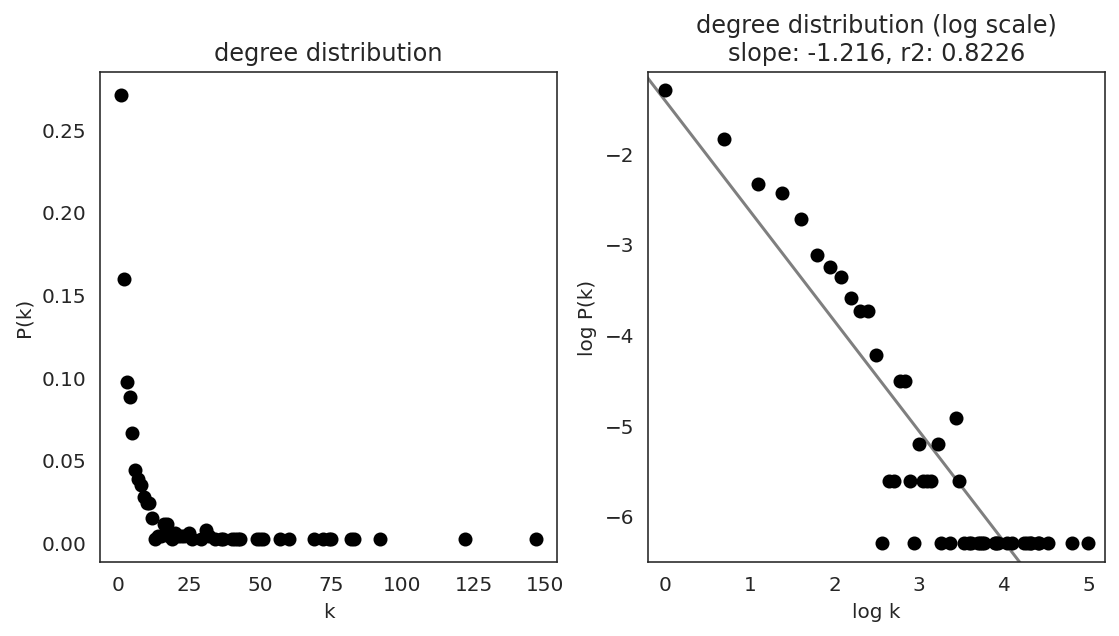 degree distribution
0.25
0.20
0.15
0.10
0.05
0.00
P(k)
0 25 50 75 100 125 150
k
degree distribution (log scale)
slope: -1.216, r2: 0.8226
−2
−3
−4
−5
−6
log P(k)
0 1 2 3 4 5
log k